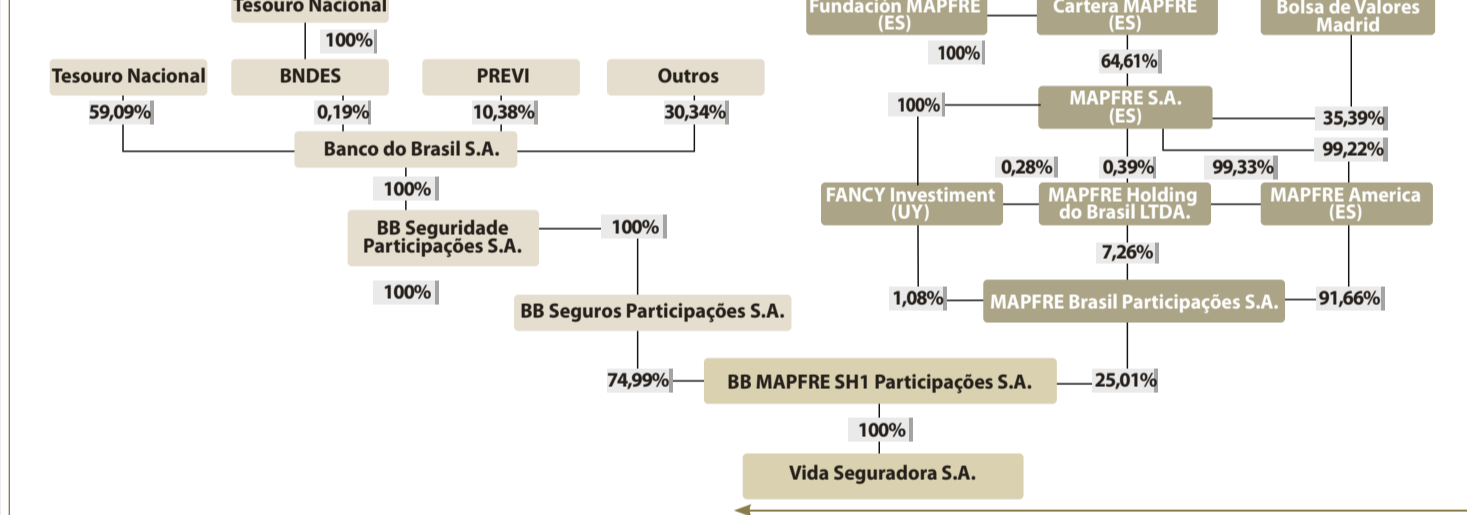 Tesouro Nacional
Fundación MAPFRE
(ES)
Cartera MAPFRE
(ES)
Bolsa de Valores
Madrid
100%
100%
64,61%
Tesouro Nacional
BNDES
PREVI
Outros
MAPFRE S.A.
(ES)
59,09%
0,19%
10,38%
30,34%
100%
35,39%
Banco do Brasil S.A.
99,22%
0,28%
0,39%
99,33%
100%
FANCY Investiment
(UY)
MAPFRE Holding
do Brasil LTDA.
MAPFRE America
(ES)
BB Seguridade
Participações S.A.
100%
7,26%
100%
1,08%
MAPFRE Brasil Participações S.A.
91,66%
BB Seguros Participações S.A.
74,99%
BB MAPFRE SH1 Participações S.A.
25,01%
100%
Vida Seguradora S.A.